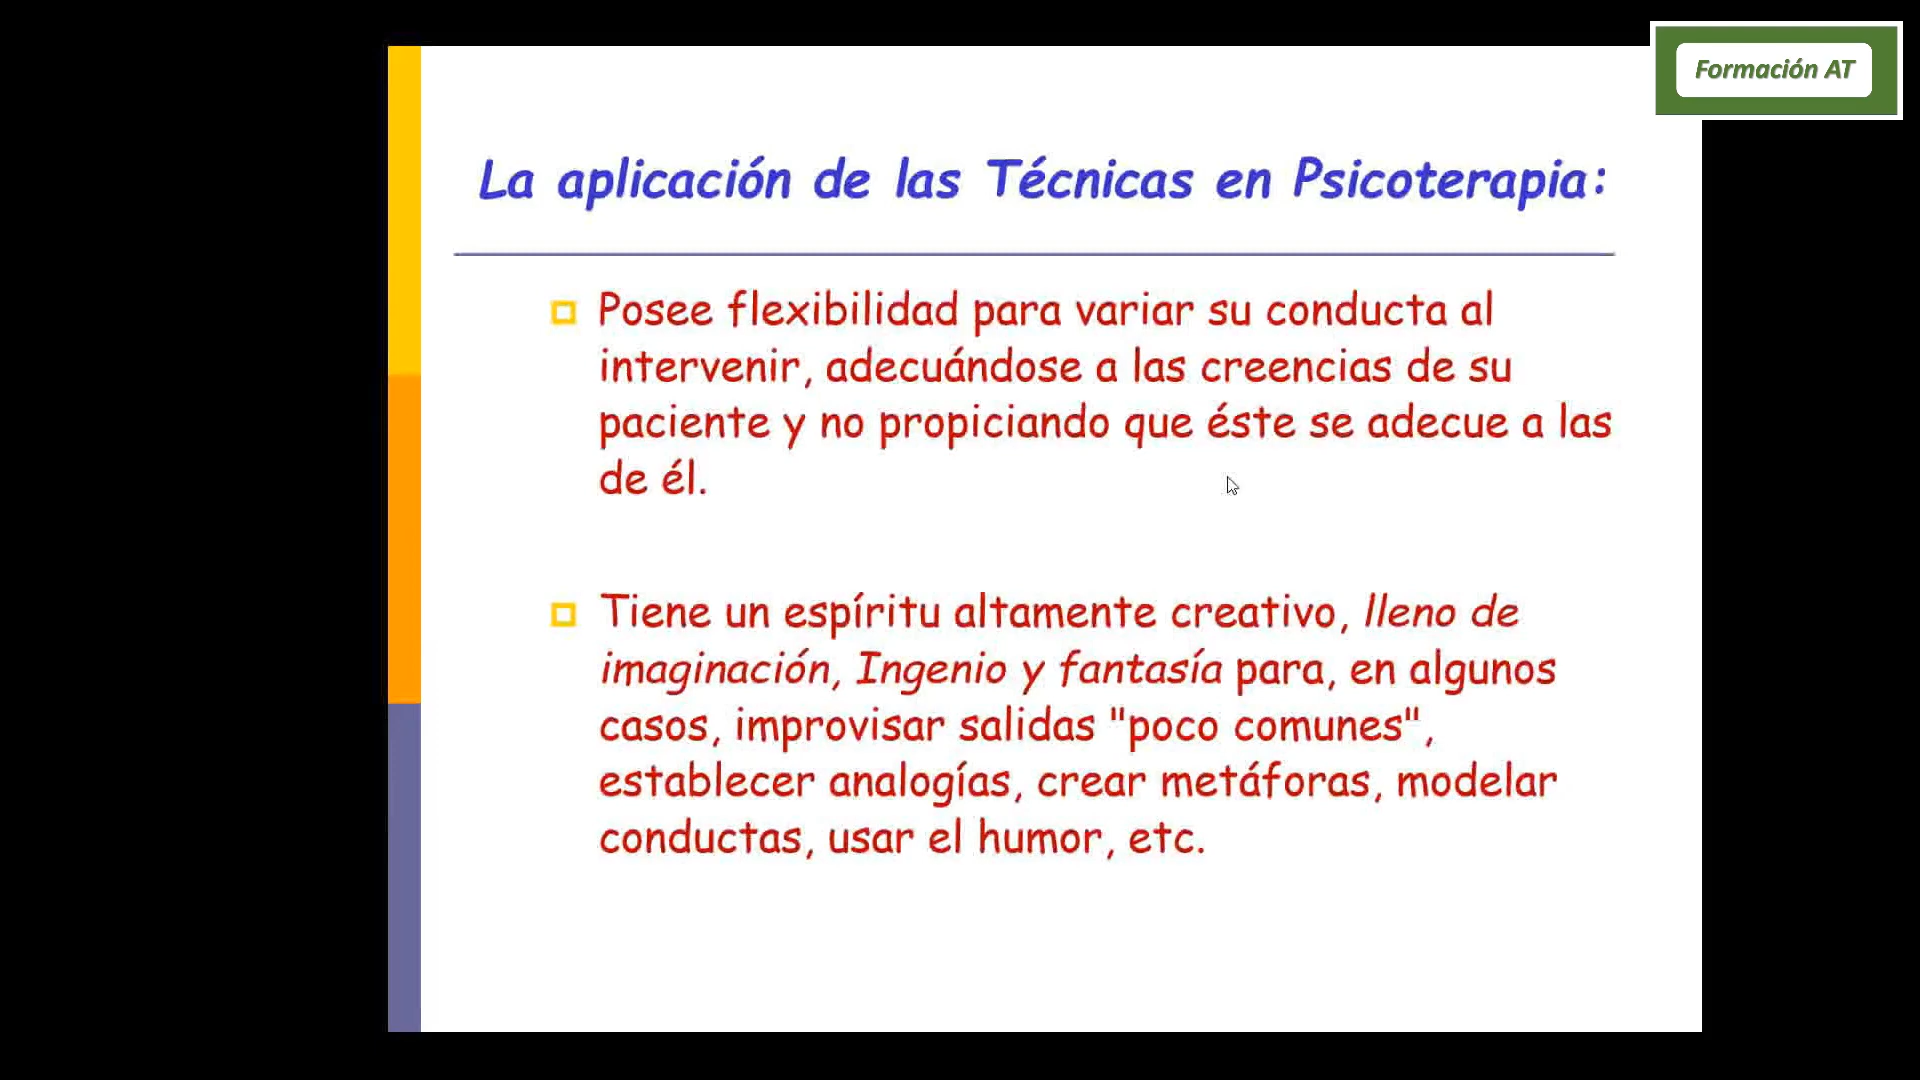 Formación AT
La aplicación de las Técnicas en Psicoterapia:
Posee flexibilidad para variar su conducta al
intervenir, adecuándose a las creencias de su
paciente y no propiciando que éste se adecue a las
de él.
Tiene un espíritu altamente creativo, lleno de
imaginación, Ingenio y fantasía para, en algunos
casos, improvisar salidas "poco comunes",
establecer analogías, crear metáforas, modelar
conductas, usar el humor, etc.